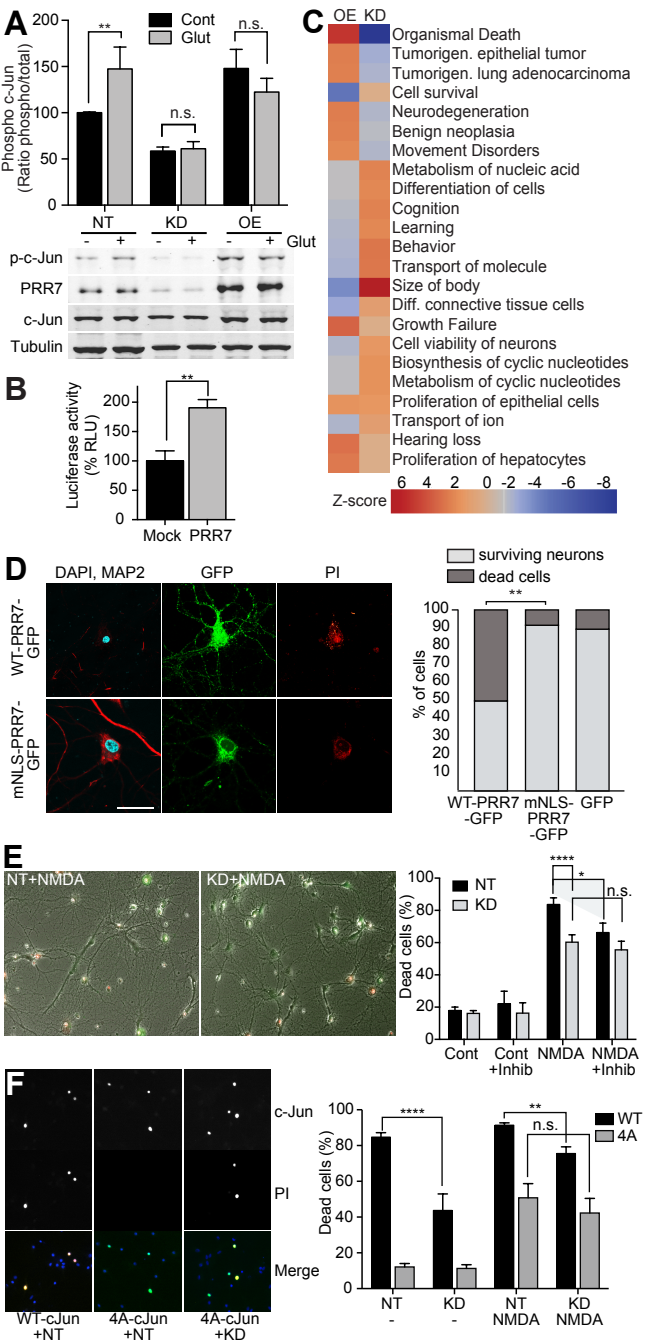 A
Cont
Glut
**
n.s.
n.s.
Phospho c-Jun
(Ratio phospho/total)
200
150
100
50
0
NT KD OE
- + - + - + Glut
p-c-Jun
PRR7
c-Jun
Tubulin
B
**
Luciferase activity
(% RLU)
200
150
100
50
0
Mock PRR7
C
OE KD
Organismal Death
Tumorigen. epithelial tumor
Tumorigen. lung adenocarcinoma
Cell survival
Neurodegeneration
Benign neoplasia
Movement Disorders
Metabolism of nucleic acid
Differentiation of cells
Cognition
Learning
Behavior
Transport of molecule
Size of body
Diff. connective tissue cells
Growth Failure
Cell viability of neurons
Biosynthesis of cyclic nucleotides
Metabolism of cyclic nucleotides
Proliferation of epithelial cells
Transport of ion
Hearing loss
Proliferation of hepatocytes
6 4 2 0 -2 -4 -6 -8
Z-score
D
DAPI, MAP2 GFP PI
WT-PRR7-
GFP
mNLS-PRR7-
GFP
surviving neurons
dead cells
**
% of cells
100
90
80
70
60
50
40
30
20
10
WT-PRR7
-GFP
mNLS-
PRR7
-GFP
GFP
E
NT+NMDA
KD+NMDA
NT
KD
****
*
n.s.
Dead cells (%)
100
80
60
40
20
0
Cont
Cont
+Inhib
NMDA
NMDA
+Inhib
F
c-Jun
PI
Merge
WT-cJun
+NT
4A-cJun
+NT
4A-cJun
+KD
WT
4A
****
**
n.s.
Dead cells (%)
100
80
60
40
20
0
NT
-
KD
-
NT
NMDA
KD
NMDA